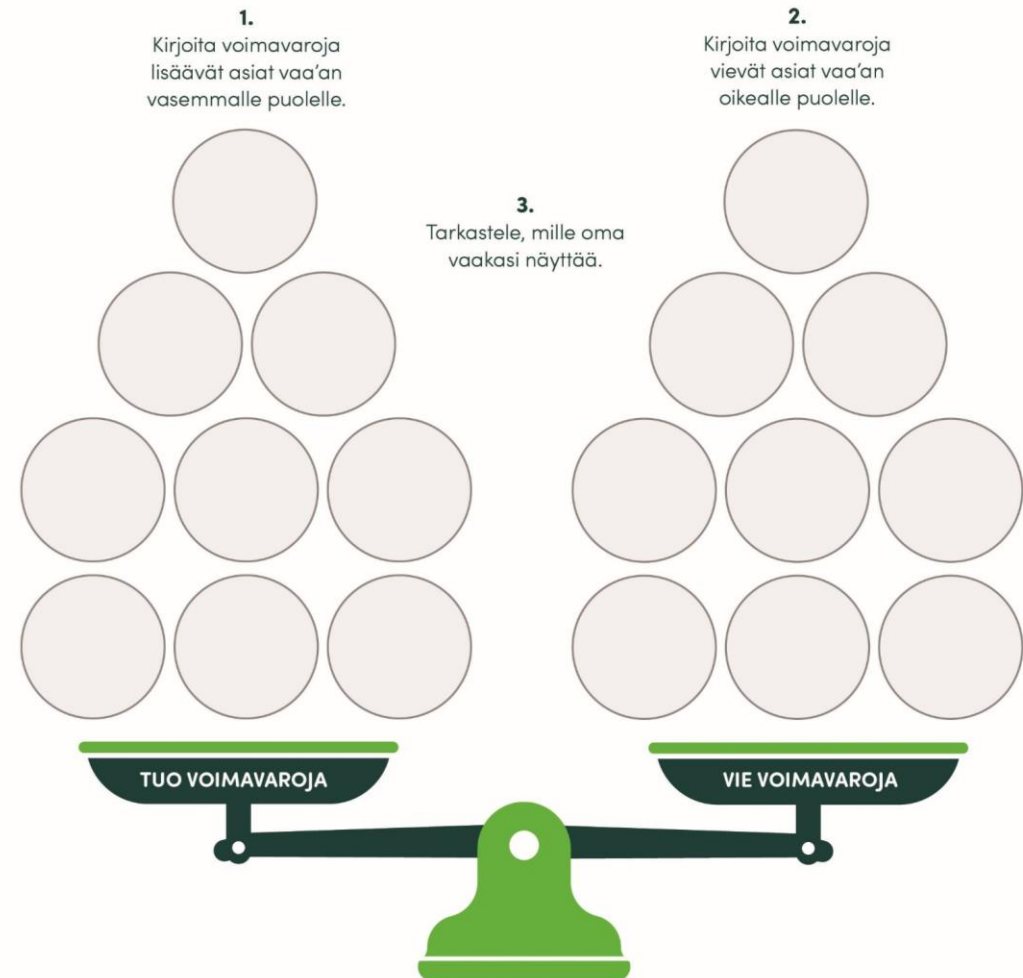 1.
Kirjoita voimavaroja
lisäävät asiat vaa’an
vasemmalle puolelle.
2.
Kirjoita voimavaroja
vievät asiat vaa’an
oikealle puolelle.
3.
Tarkastele, mille oma
vaakasi näyttää.
TUO VOIMAVAROJA
VIE VOIMAVAROJA